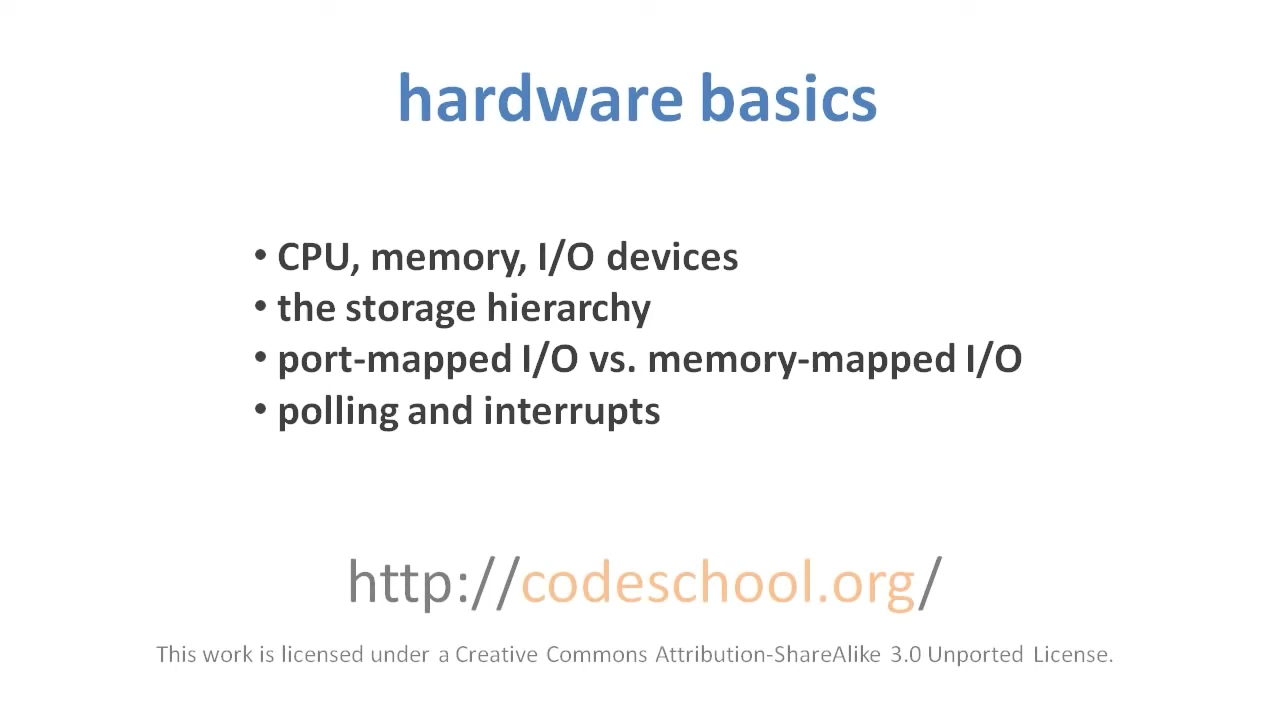 hardware basics
• CPU, memory, I/O devices
• the storage hierarchy
• port-mapped I/O vs. memory-mapped I/O
• polling and interrupts
http://codeschool.org/
This work is licensed under a Creative Commons Attribution-ShareAlike 3.0 Unported License.